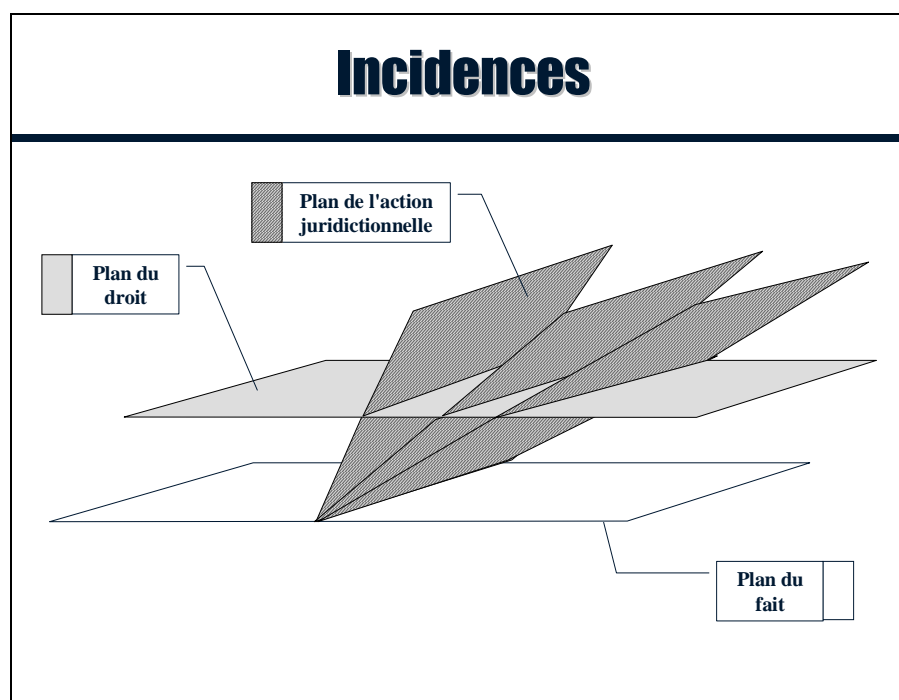 Incidences
Plan de l'action
juridictionnelle
Plan du
droit
Plan du
fait